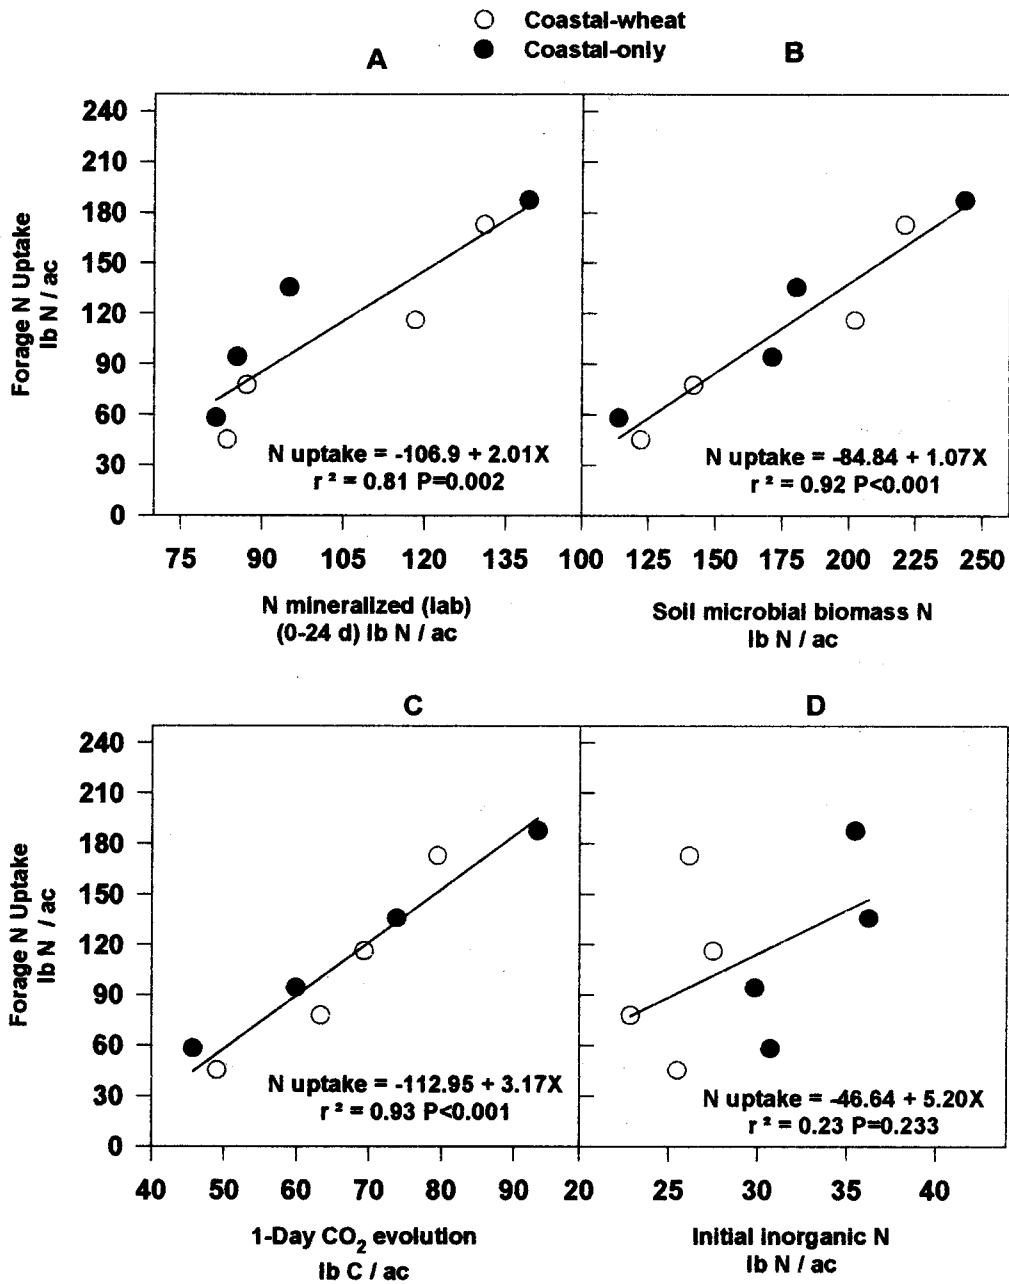 Coastal-wheat
Coastal-only
A
B
240
210
180
150
120
90
60
30
0
Forage N Uptake
lb N / ac
N uptake = -106.9 + 2.01X
r ² = 0.81 P=0.002
N uptake = -84.84 + 1.07X
r ² = 0.92 P<0.001
75 90 105 120 135 100 125 150 175 200 225 250
N mineralized (lab)
(0-24 d) lb N / ac
Soil microbial biomass N
lb N / ac
C
D
240
210
180
150
120
90
60
30
0
Forage N Uptake
lb N / ac
N uptake = -112.95 + 3.17X
r ² = 0.93 P<0.001
N uptake = -46.64 + 5.20X
r ² = 0.23 P=0.233
40 50 60 70 80 90 20 25 30 35 40
1-Day CO₂ evolution
lb C / ac
Initial inorganic N
lb N / ac